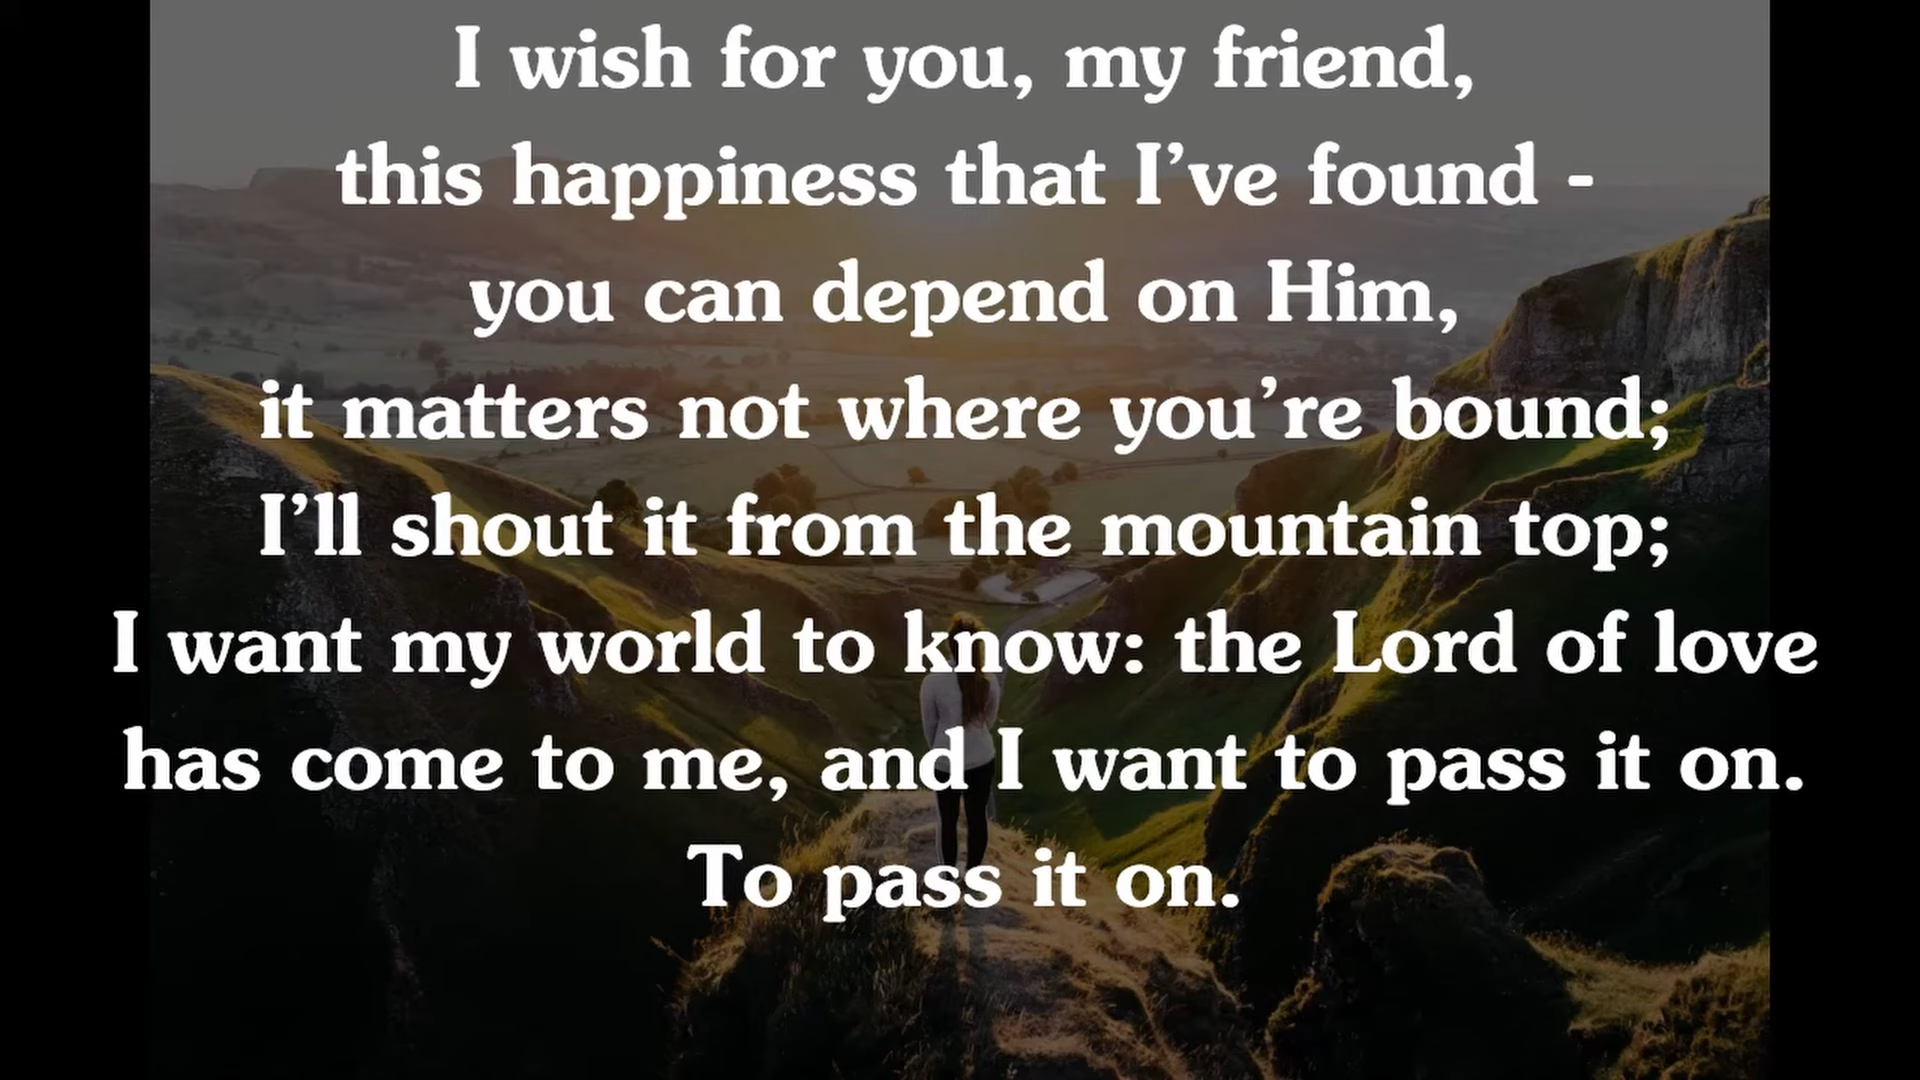 I wish for you, my friend,
this happiness that I've found -
you can depend on Him,
it matters not where you're bound;
I'll shout it from the mountain top;
I want my world to know: the Lord of love
has come to me, and I want to pass it on.
To pass it on.